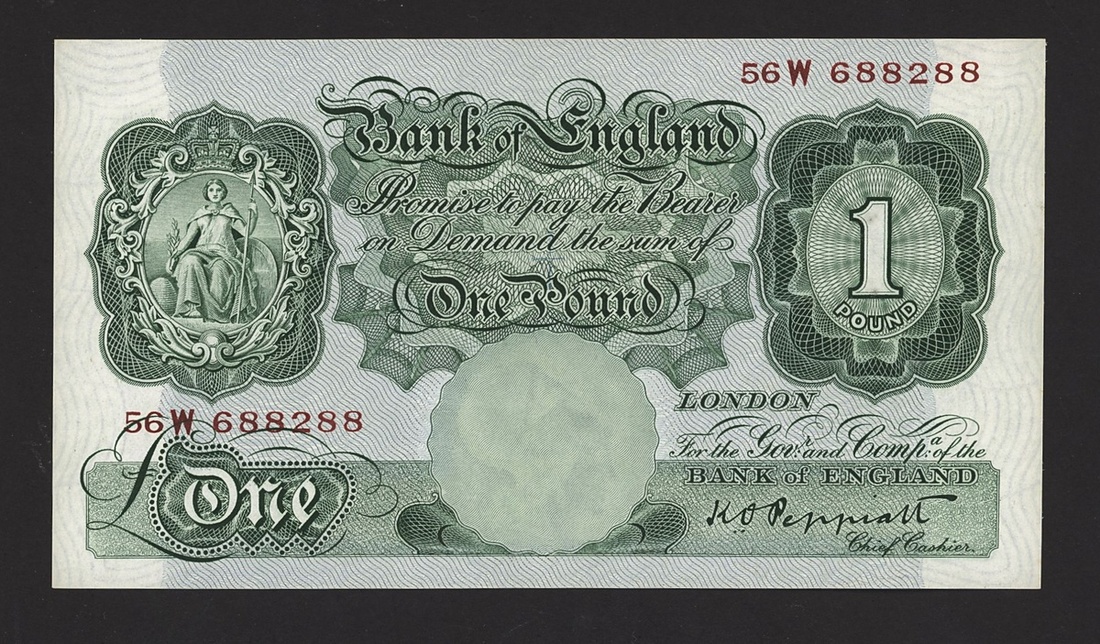 56W 688288
Bank of England
Promise to pay the Bearer
on Demand the sum of
One Pound
1
POUND
56W 688288
£One
LONDON
For the Govr. and Compa. of the
BANK of ENGLAND
K O Peppiatt
Chief Cashier.